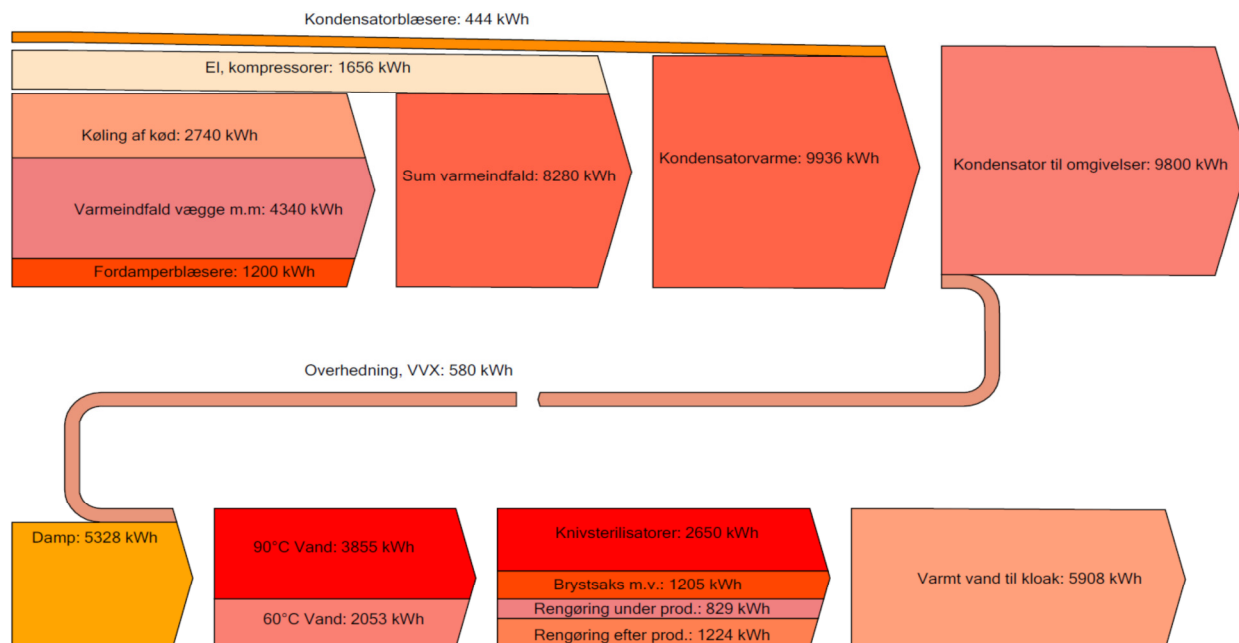 Kondensatorblæsere: 444 kWh
El, kompressorer: 1656 kWh
Køling af kød: 2740 kWh
Kondensatorvarme: 9936 kWh
Kondensator til omgivelser: 9800 kWh
Sum varmeindfald: 8280 kWh
Varmeindfald vægge m.m: 4340 kWh
Fordamperblæsere: 1200 kWh
Overhedning, VVX: 580 kWh
Damp: 5328 kWh
90°C Vand: 3855 kWh
60°C Vand: 2053 kWh
Knivsterilisatorer: 2650 kWh
Brystsaks m.v.: 1205 kWh
Rengøring under prod.: 829 kWh
Rengøring efter prod.: 1224 kWh
Varmt vand til kloak: 5908 kWh